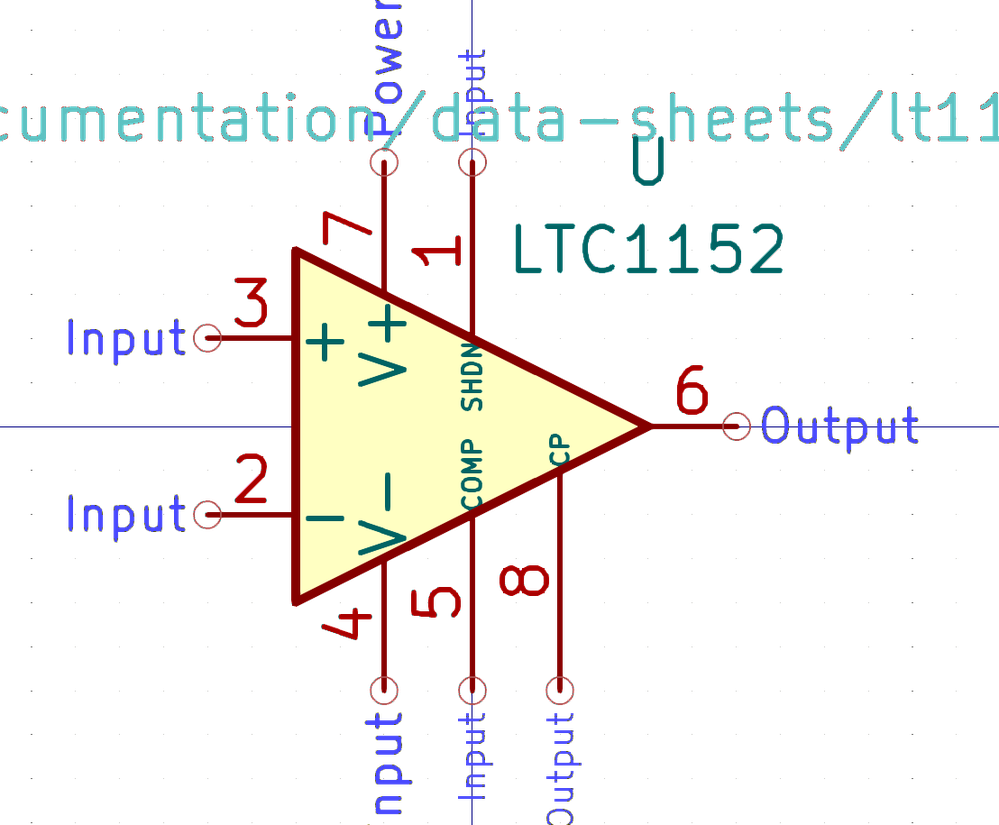 Power
Input
cumentation/data-sheets/lt11
U
LTC1152
7
1
3
Input
+
V+
SHDN
6
Output
2
Input
−
V−
COMP
CP
4
5
8
nput
Input
Output